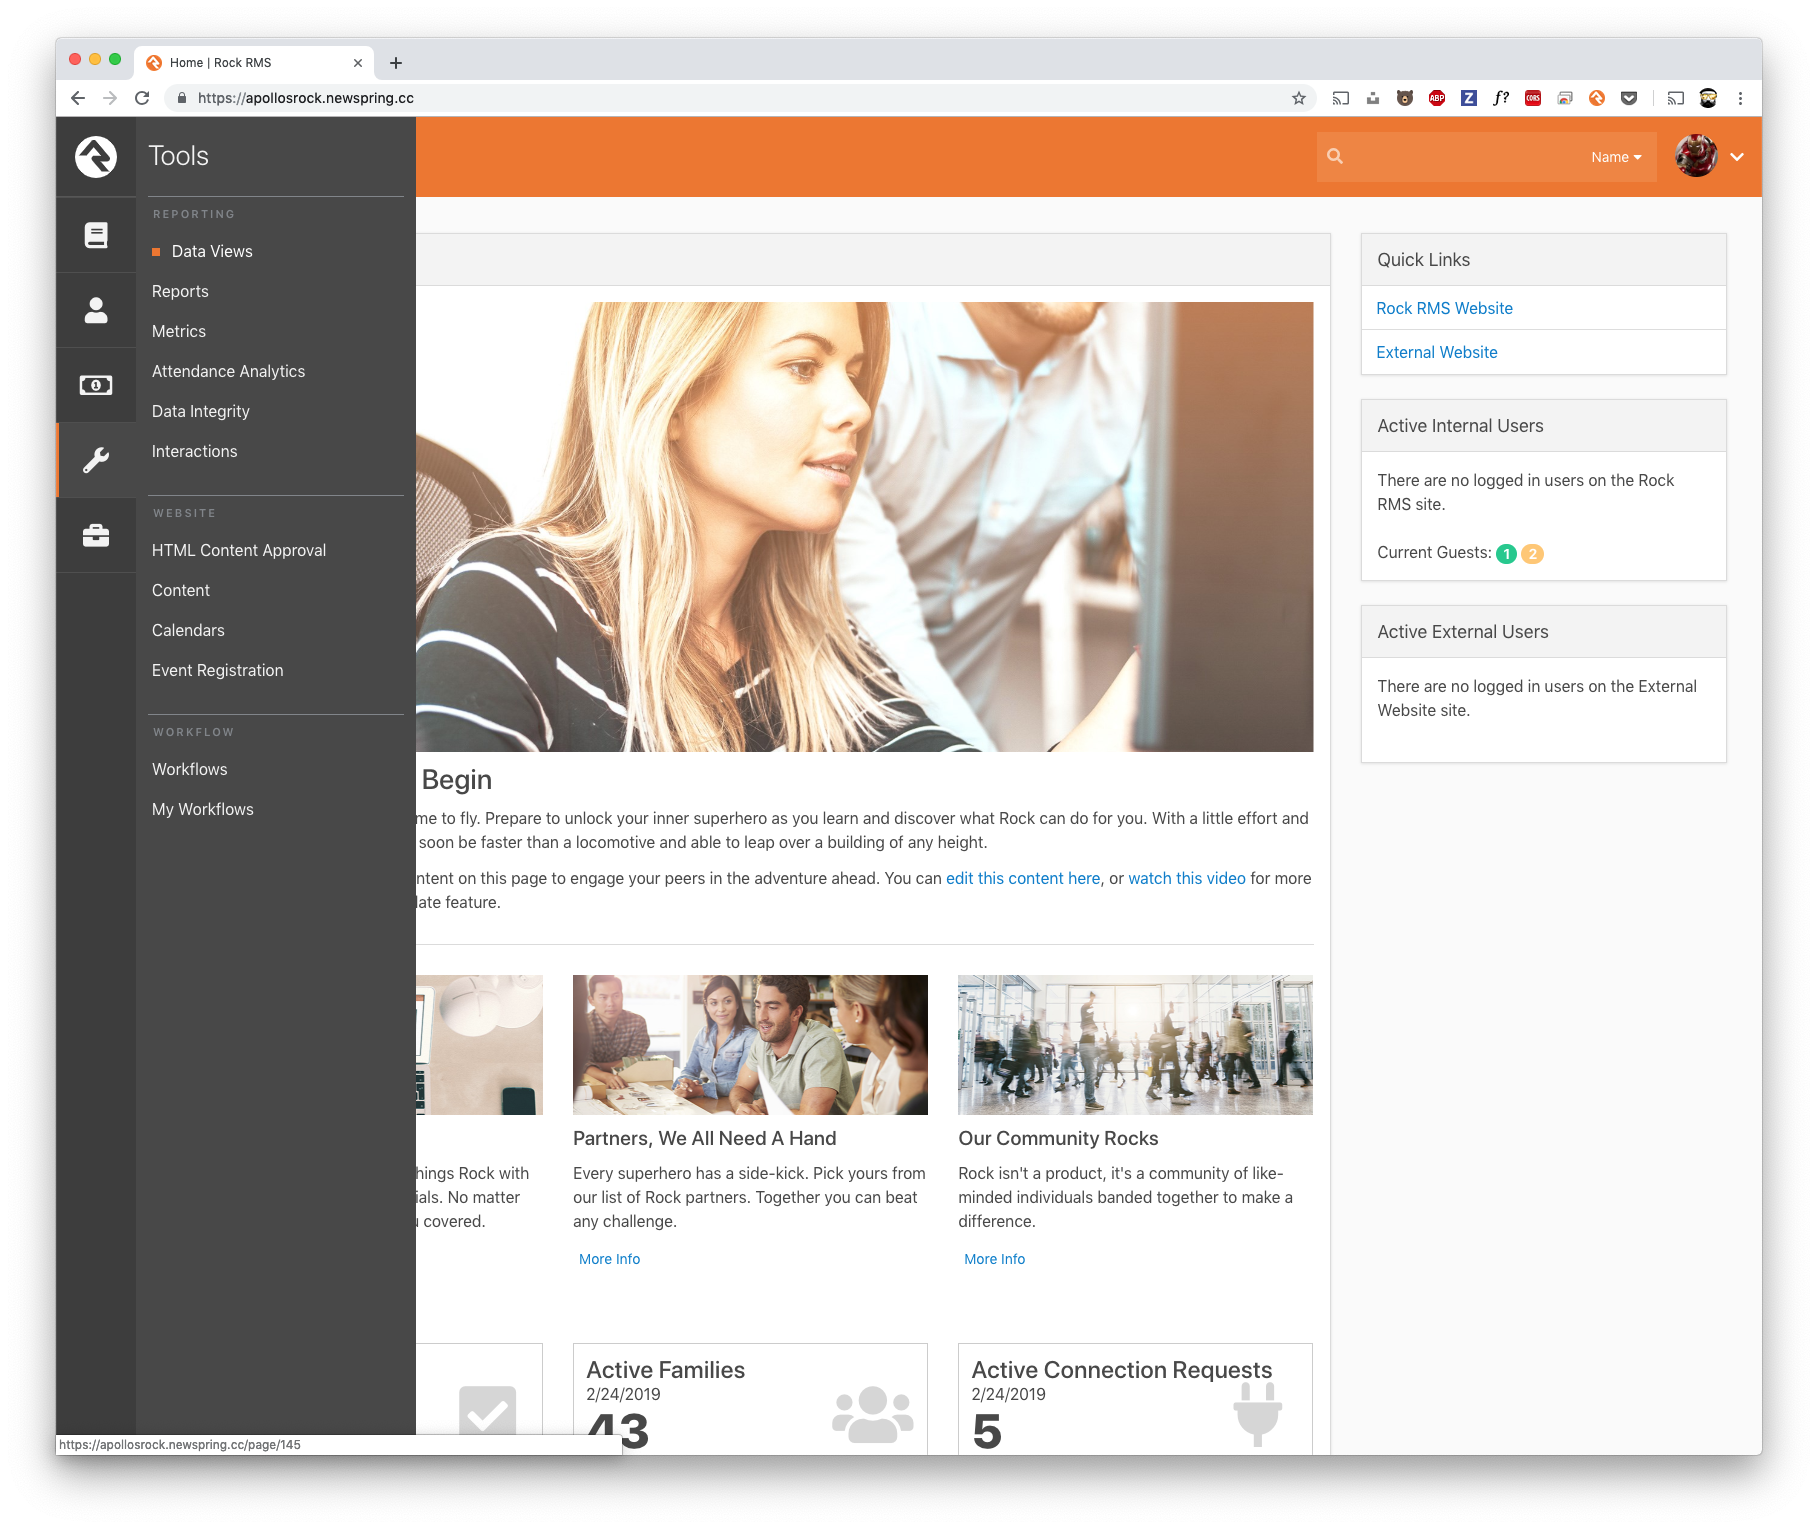 Home | Rock RMS
https://apollosrock.newspring.cc
ABP
Z
f?
CORS
Tools
Name
REPORTING
Data Views
Reports
Metrics
Attendance Analytics
Data Integrity
Interactions
WEBSITE
HTML Content Approval
Content
Calendars
Event Registration
WORKFLOW
Workflows
My Workflows
Begin
me to fly. Prepare to unlock your inner superhero as you learn and discover what Rock can do for you. With a little effort and
soon be faster than a locomotive and able to leap over a building of any height.
ntent on this page to engage your peers in the adventure ahead. You can edit this content here, or watch this video for more
late feature.
hings Rock with
ials. No matter
covered.
Partners, We All Need A Hand
Every superhero has a side-kick. Pick yours from
our list of Rock partners. Together you can beat
any challenge.
More Info
Our Community Rocks
Rock isn't a product, it's a community of like-
minded individuals banded together to make a
difference.
More Info
Active Families
2/24/2019
43
Active Connection Requests
2/24/2019
5
Quick Links
Rock RMS Website
External Website
Active Internal Users
There are no logged in users on the Rock
RMS site.
Current Guests: 1 2
Active External Users
There are no logged in users on the External
Website site.
https://apollosrock.newspring.cc/page/145